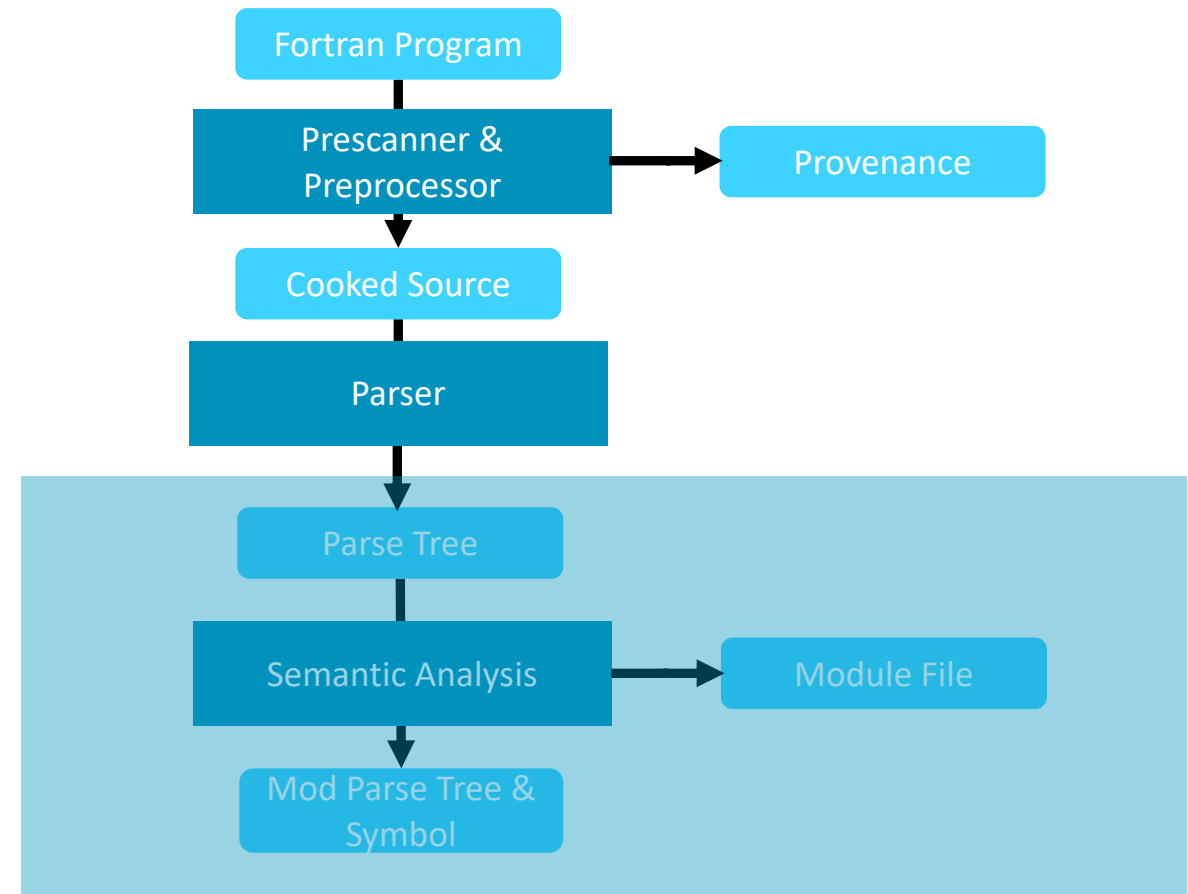 Fortran Program
Prescanner &
Preprocessor
Provenance
Cooked Source
Parser
Parse Tree
Semantic Analysis
Module File
Mod Parse Tree &
Symbol